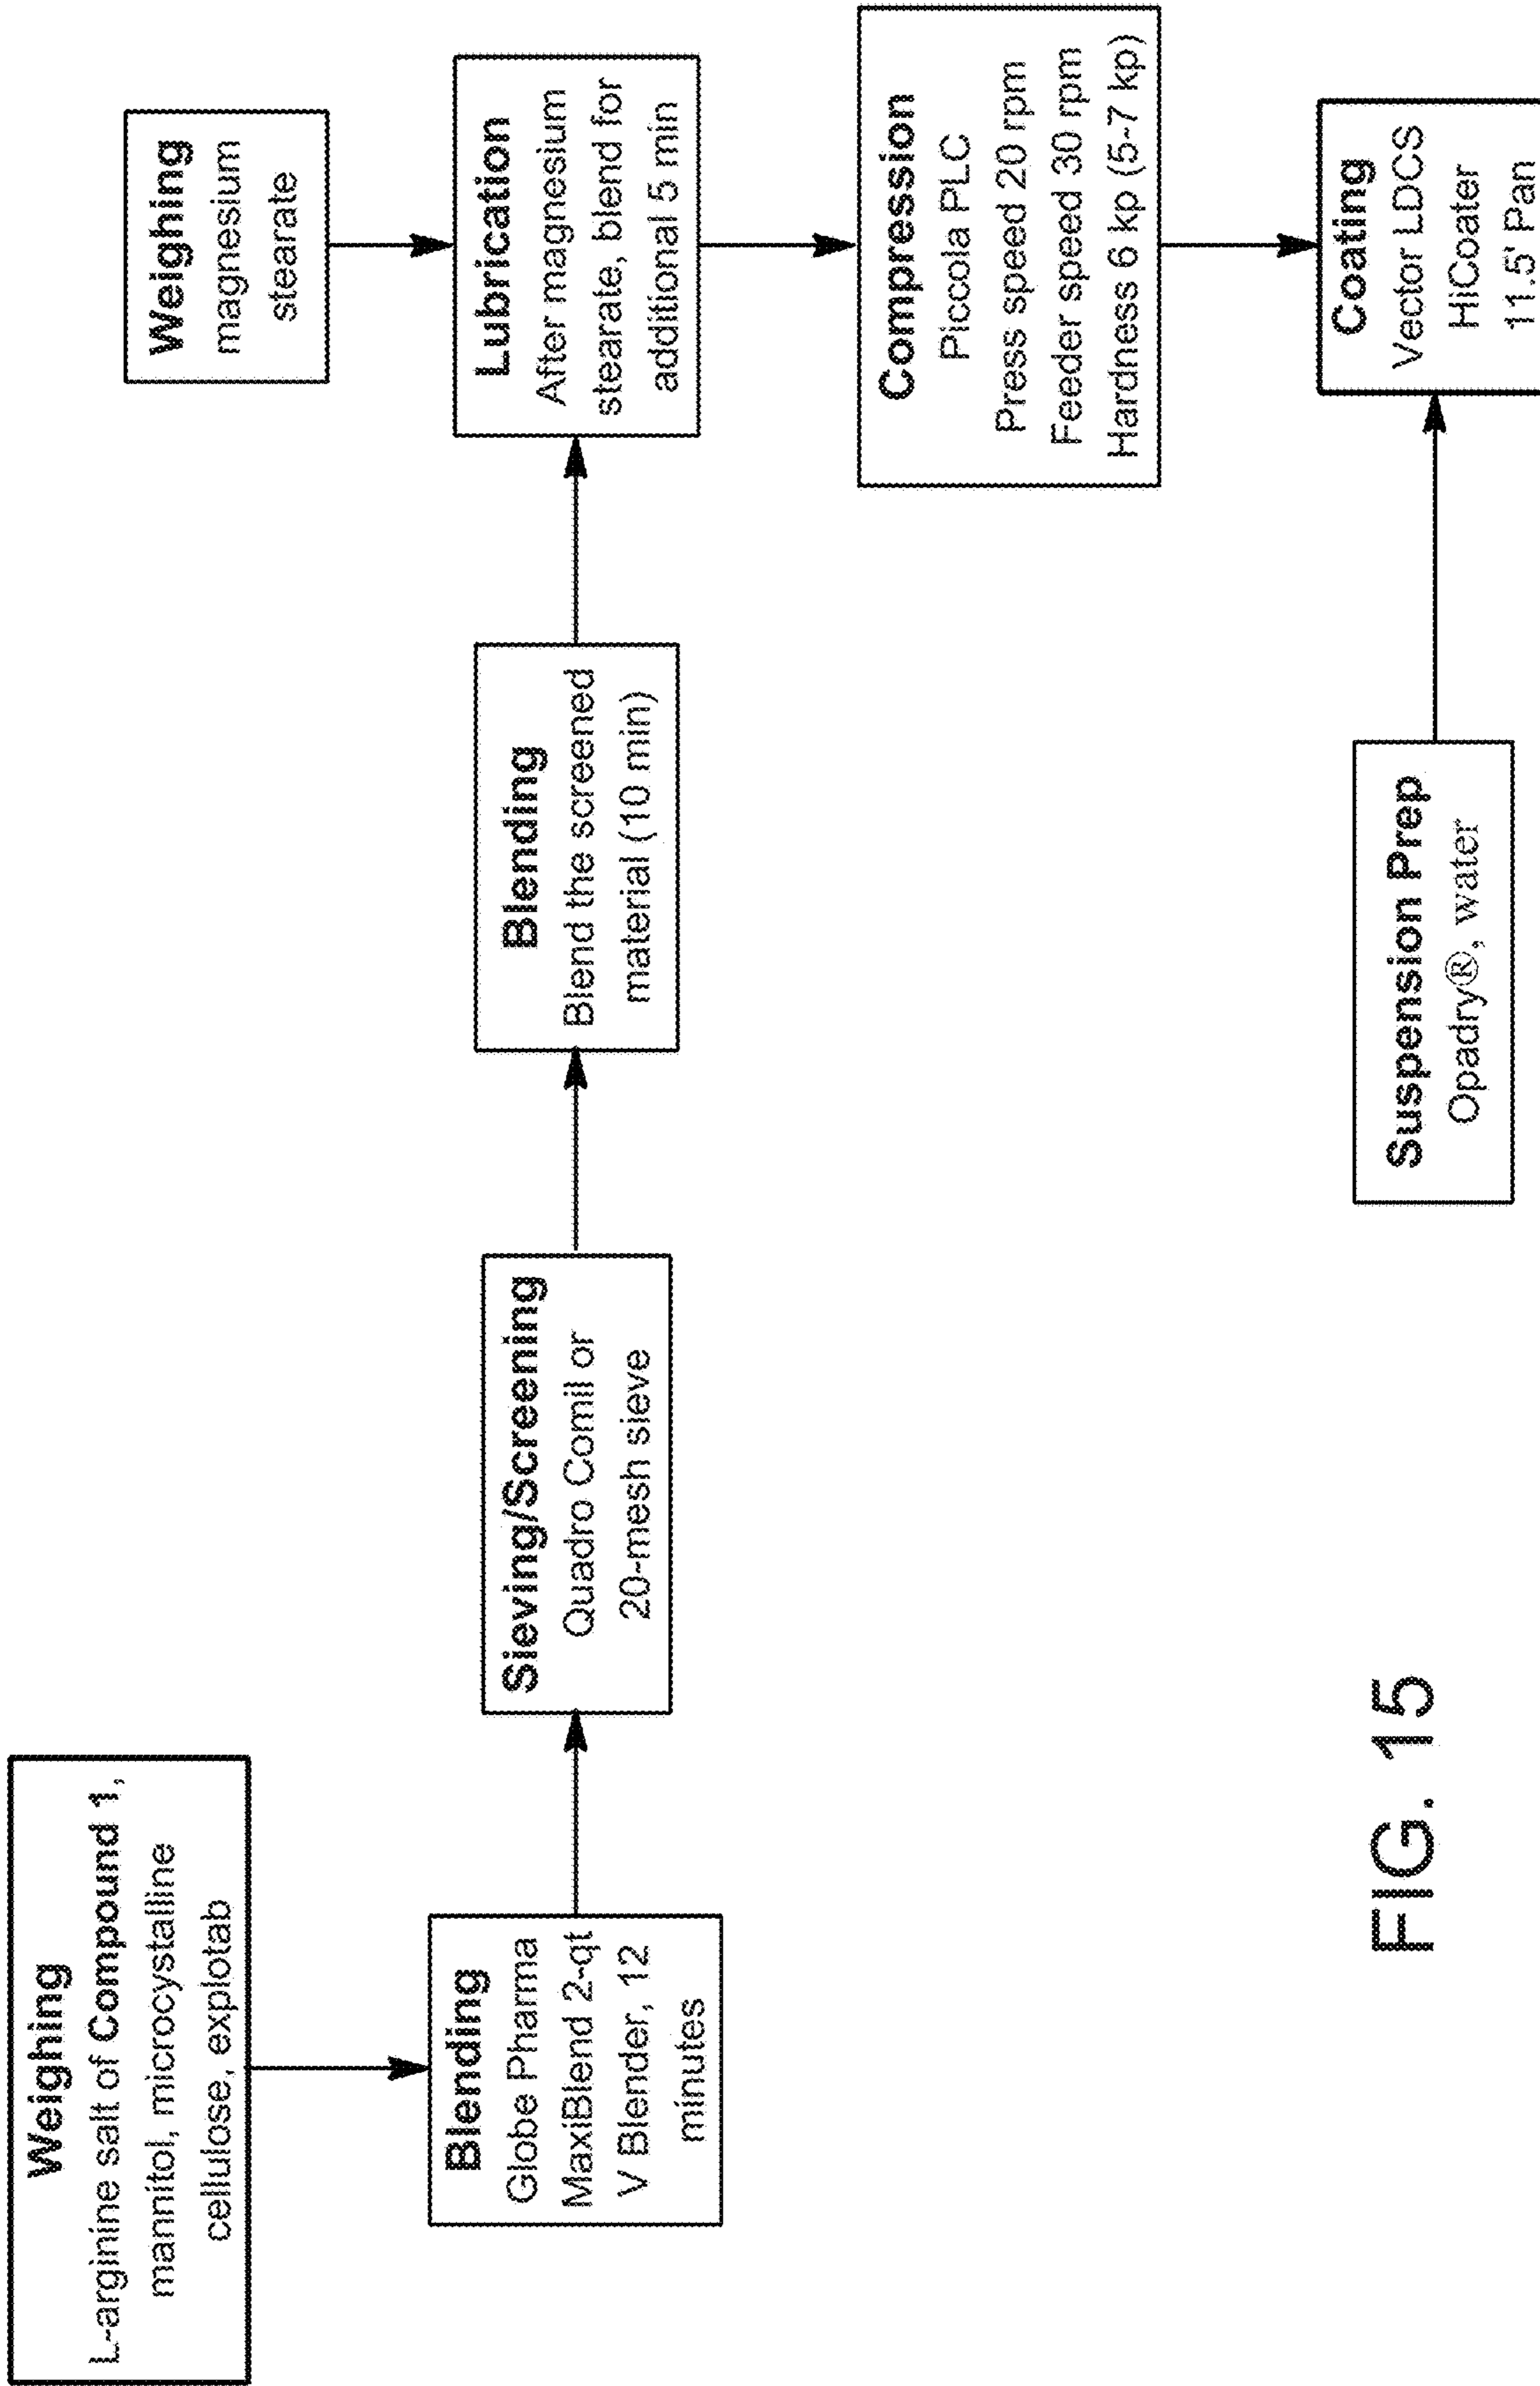 Weighing
L-arginine salt of Compound 1,
mannitol, microcystalline
cellulose, explotab
Blending
Globe Pharma
MaxiBlend 2-qt
V Blender, 12
minutes
Sieving/Screening
Quadro Comil or
20-mesh sieve
Blending
Blend the screened
material (10 min)
Weighing
magnesium
stearate
Lubrication
After magnesium
stearate, blend for
additional 5 min
Compression
Piccola PLC
Press speed 20 rpm
Feeder speed 30 rpm
Hardness 6 kp (5-7 kp)
Suspension Prep
Opadry®, water
Coating
Vector LDCS
HiCoater
11.5' Pan
FIG. 15